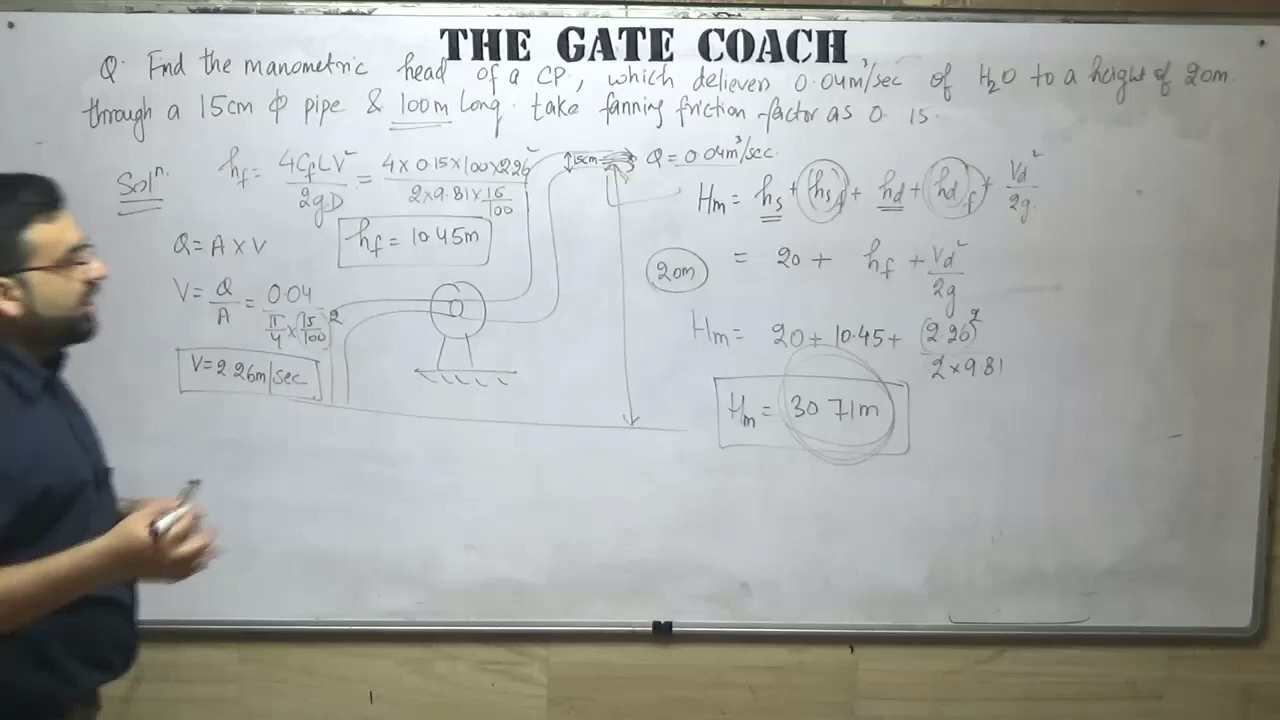 THE GATE COACH
Q. Find the manometric head of a CP, which delivers 0.04m³/sec of H₂O to a height of 20m.
through a 15cm ф pipe & 100m long. take fanning friction factor as 0.15.
Solⁿ. hf = 4CfLV²/2gD = 4×0.15×100×2.26²/2×9.81×15/100
hf = 10.45m
Q = A×V
V = Q/A = 0.04/π/4×(15/100)²
V = 2.26m/sec
15cm
Q = 0.04m³/sec.
20m
Hm = hs + (hs)f + hd + (hd)f + Vd²/2g
= 20 + hf + Vd²/2g
Hm = 20 + 10.45 + (2.26)²/2×9.81
Hm = 30.71m